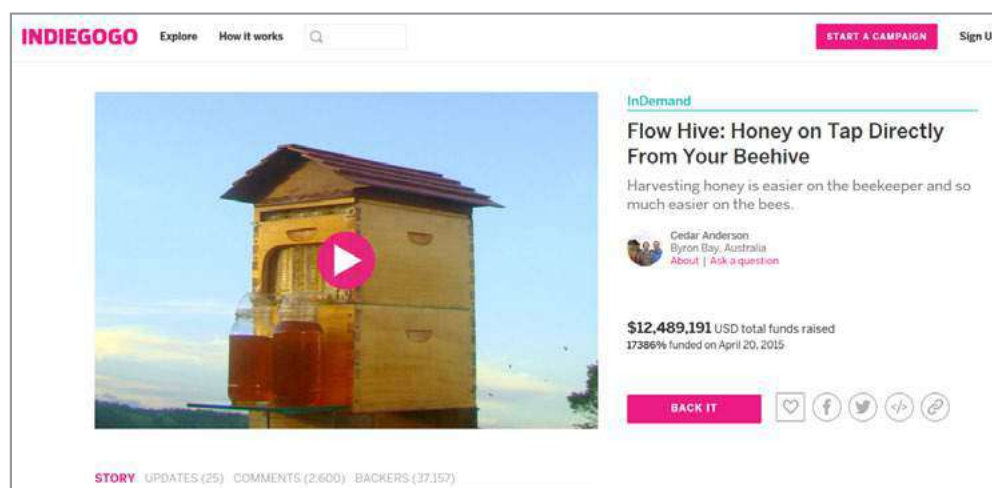 INDIEGOGO Explore How it works START A CAMPAIGN Sign U
InDemand
Flow Hive: Honey on Tap Directly
From Your Beehive
Harvesting honey is easier on the beekeeper and so
much easier on the bees.
Cedar Anderson
Byron Bay, Australia
About | Ask a question
$12,489,191 USD total funds raised
17386% funded on April 20, 2015
BACK IT
STORY UPDATES (25) COMMENTS (2,600) BACKERS (37,157)